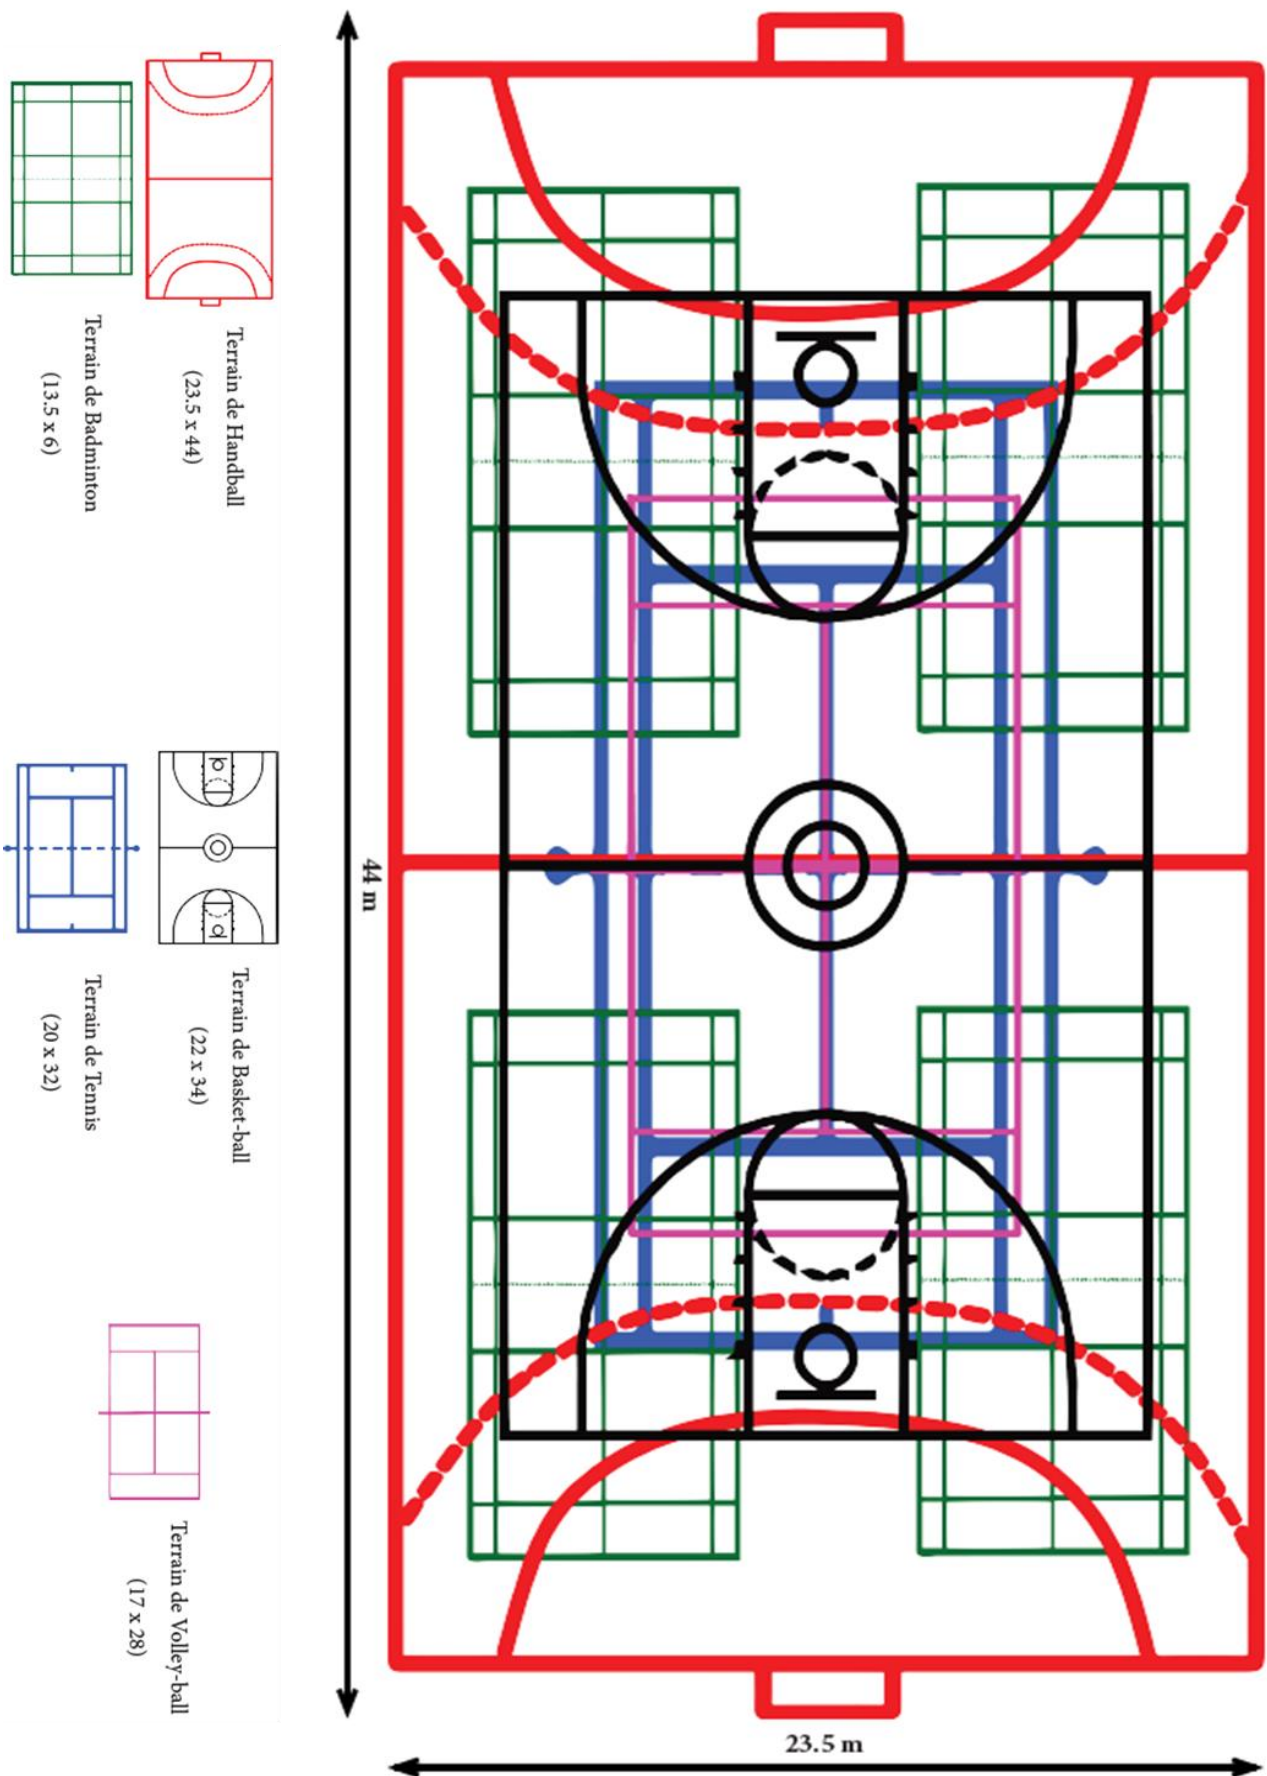 Terrain de Handball
(23.5 x 44)
Terrain de Badminton
(13.5 x 6)
Terrain de Basket-ball
(22 x 34)
Terrain de Tennis
(20 x 32)
Terrain de Volley-ball
(17 x 28)
44 m
23.5 m